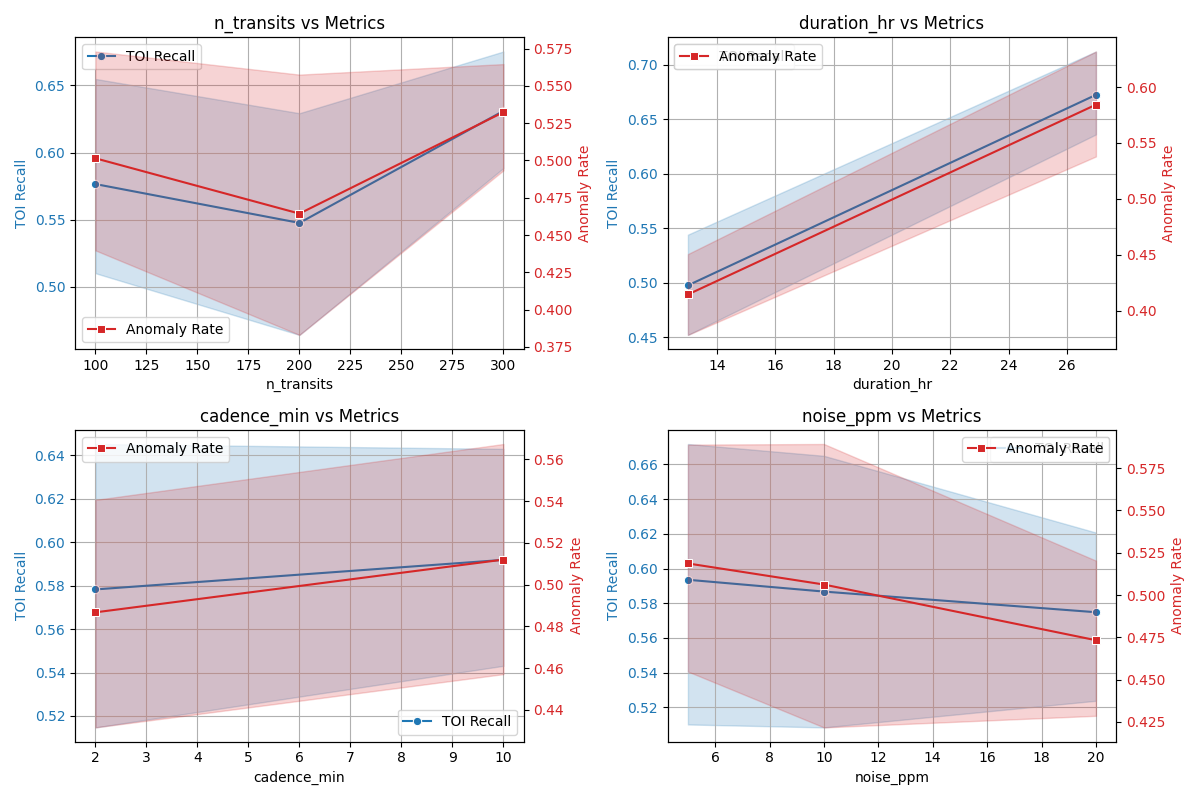 n_transits vs Metrics
TOI Recall
Anomaly Rate
0.65
0.60
0.55
0.50
TOI Recall
0.575
0.550
0.525
0.500
0.475
0.450
0.425
0.400
0.375
Anomaly Rate
100 125 150 175 200 225 250 275 300
n_transits
duration_hr vs Metrics
Anomaly Rate
0.70
0.65
0.60
0.55
0.50
0.45
TOI Recall
0.60
0.55
0.50
0.45
0.40
Anomaly Rate
14 16 18 20 22 24 26
duration_hr
cadence_min vs Metrics
Anomaly Rate
TOI Recall
0.64
0.62
0.60
0.58
0.56
0.54
0.52
TOI Recall
0.56
0.54
0.52
0.50
0.48
0.46
0.44
Anomaly Rate
2 3 4 5 6 7 8 9 10
cadence_min
noise_ppm vs Metrics
Anomaly Rate
0.66
0.64
0.62
0.60
0.58
0.56
0.54
0.52
TOI Recall
0.575
0.550
0.525
0.500
0.475
0.450
0.425
Anomaly Rate
6 8 10 12 14 16 18 20
noise_ppm